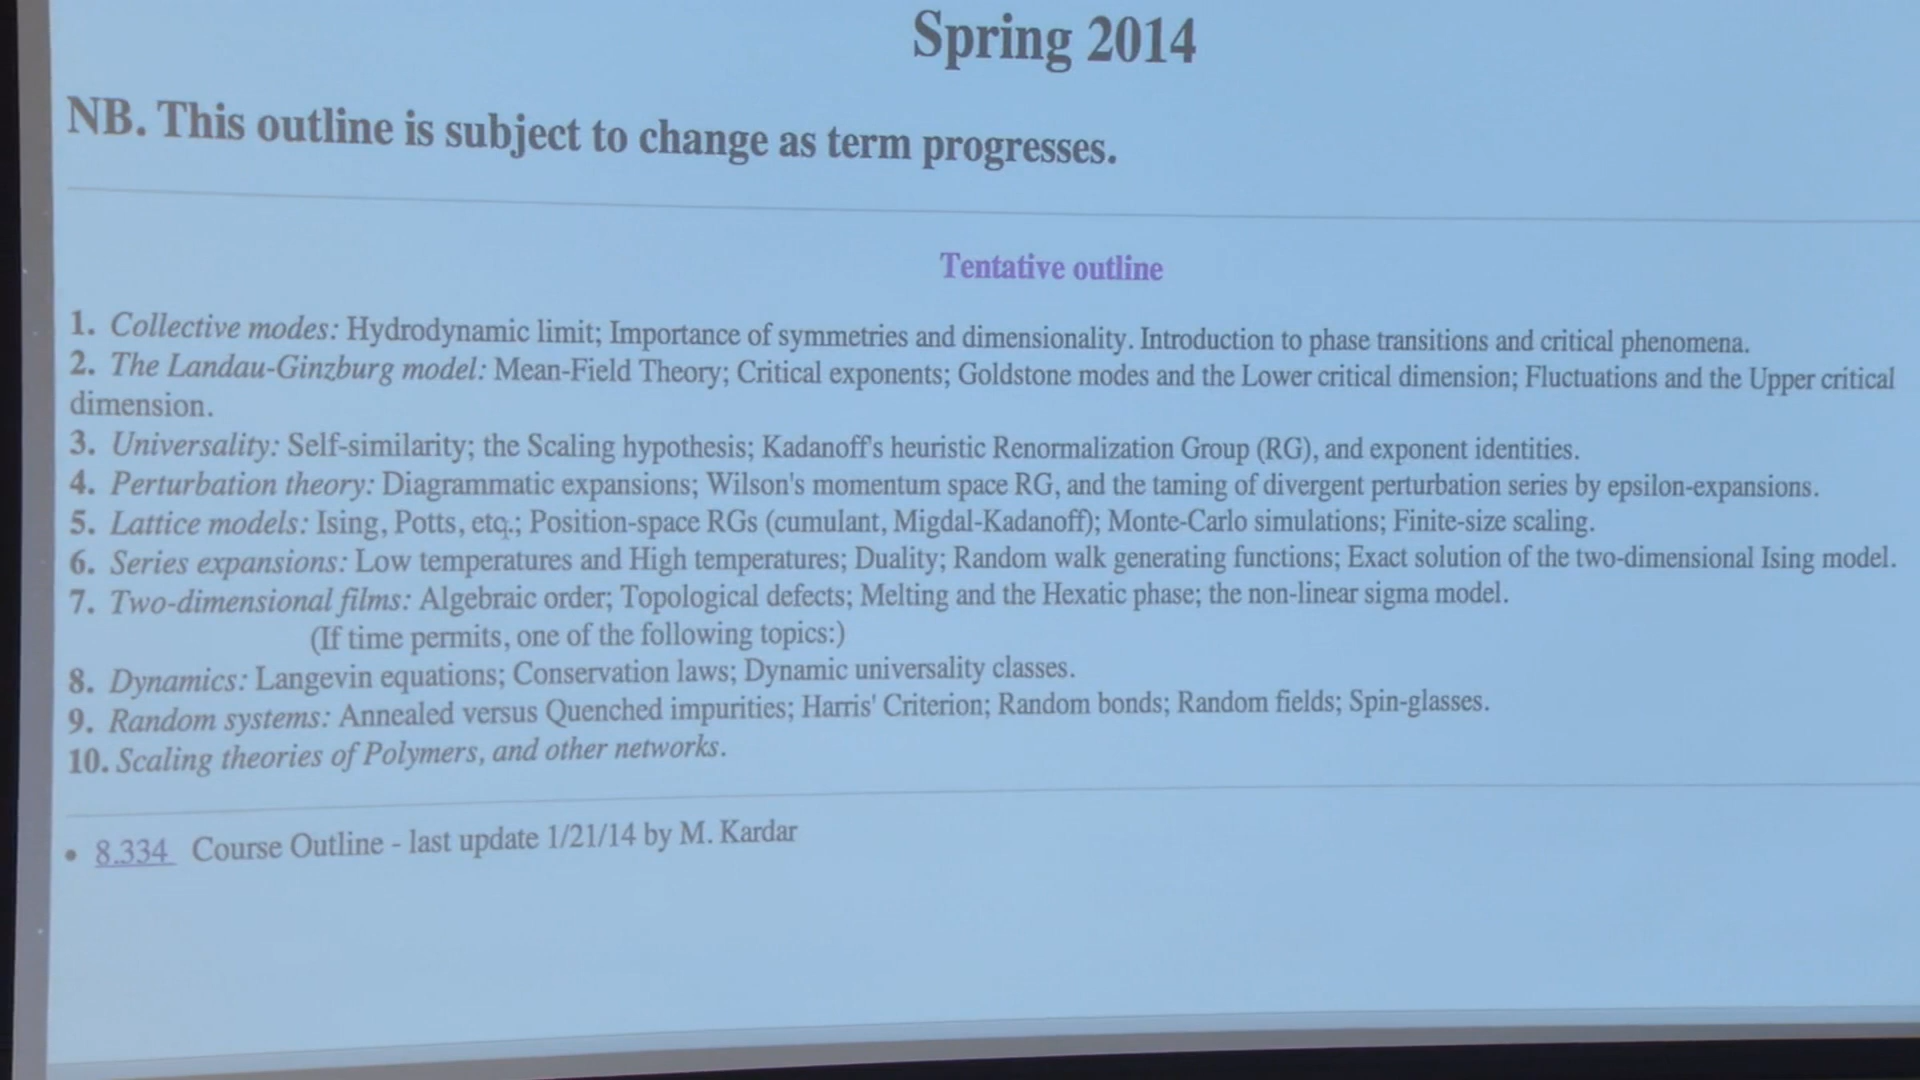 Spring 2014
NB. This outline is subject to change as term progresses.
Tentative outline
1. Collective modes: Hydrodynamic limit; Importance of symmetries and dimensionality. Introduction to phase transitions and critical phenomena.
2. The Landau-Ginzburg model: Mean-Field Theory; Critical exponents; Goldstone modes and the Lower critical dimension; Fluctuations and the Upper critical
dimension.
3. Universality: Self-similarity; the Scaling hypothesis; Kadanoff's heuristic Renormalization Group (RG), and exponent identities.
4. Perturbation theory: Diagrammatic expansions; Wilson's momentum space RG, and the taming of divergent perturbation series by epsilon-expansions.
5. Lattice models: Ising, Potts, etc.; Position-space RGs (cumulant, Migdal-Kadanoff); Monte-Carlo simulations; Finite-size scaling.
6. Series expansions: Low temperatures and High temperatures; Duality; Random walk generating functions; Exact solution of the two-dimensional Ising model.
7. Two-dimensional films: Algebraic order; Topological defects; Melting and the Hexatic phase; the non-linear sigma model.
(If time permits, one of the following topics:)
8. Dynamics: Langevin equations; Conservation laws; Dynamic universality classes.
9. Random systems: Annealed versus Quenched impurities; Harris' Criterion; Random bonds; Random fields; Spin-glasses.
10. Scaling theories of Polymers, and other networks.
• 8.334 Course Outline - last update 1/21/14 by M. Kardar